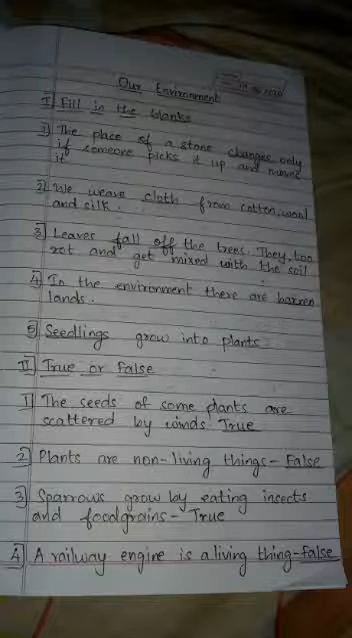 Our Environment
I] Fill in the blanks
1] The place of a stone changes only
if someone picks it up and moves
it
2] We weave cloth from cotton, wool
and silk.
3] Leaves fall off the trees. They, too
rot and get mixed with the soil
4] In the environment there are barren
lands.
5] Seedlings grow into plants.
II] True or False
1] The seeds of some plants are
scattered by winds. True
2] Plants are non-living things - False
3] Sparrows grow by eating insects
and foodgrains - True
4] A railway engine is a living thing - False